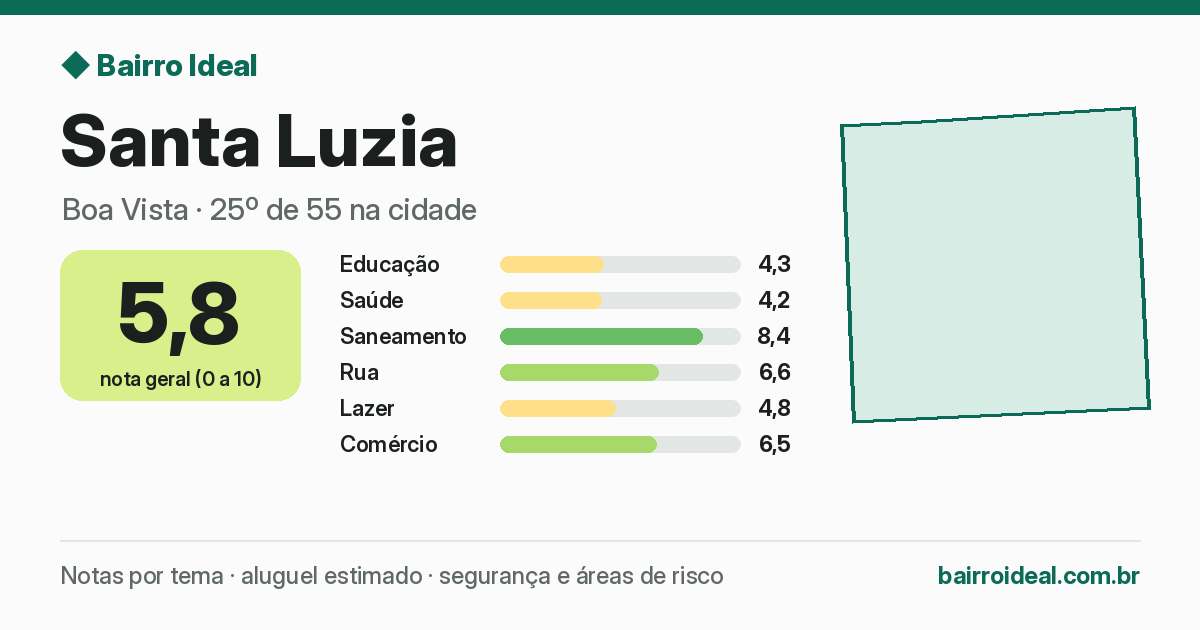 Bairro Ideal
Santa Luzia
Boa Vista · 25º de 55 na cidade
5,8
nota geral (0 a 10)
Educação 4,3
Saúde 4,2
Saneamento 8,4
Rua 6,6
Lazer 4,8
Comércio 6,5
Notas por tema · aluguel estimado · segurança e áreas de risco
bairroideal.com.br